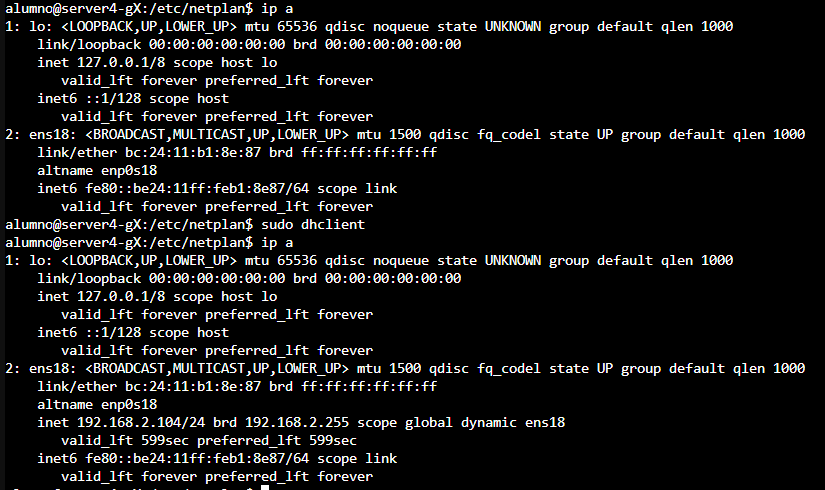 alumno@server4-gX:/etc/netplan$ ip a
1: lo: <LOOPBACK,UP,LOWER_UP> mtu 65536 qdisc noqueue state UNKNOWN group default qlen 1000
    link/loopback 00:00:00:00:00:00 brd 00:00:00:00:00:00
    inet 127.0.0.1/8 scope host lo
       valid_lft forever preferred_lft forever
    inet6 ::1/128 scope host
       valid_lft forever preferred_lft forever
2: ens18: <BROADCAST,MULTICAST,UP,LOWER_UP> mtu 1500 qdisc fq_codel state UP group default qlen 1000
    link/ether bc:24:11:b1:8e:87 brd ff:ff:ff:ff:ff:ff
    altname enp0s18
    inet6 fe80::be24:11ff:feb1:8e87/64 scope link
       valid_lft forever preferred_lft forever
alumno@server4-gX:/etc/netplan$ sudo dhclient
alumno@server4-gX:/etc/netplan$ ip a
1: lo: <LOOPBACK,UP,LOWER_UP> mtu 65536 qdisc noqueue state UNKNOWN group default qlen 1000
    link/loopback 00:00:00:00:00:00 brd 00:00:00:00:00:00
    inet 127.0.0.1/8 scope host lo
       valid_lft forever preferred_lft forever
    inet6 ::1/128 scope host
       valid_lft forever preferred_lft forever
2: ens18: <BROADCAST,MULTICAST,UP,LOWER_UP> mtu 1500 qdisc fq_codel state UP group default qlen 1000
    link/ether bc:24:11:b1:8e:87 brd ff:ff:ff:ff:ff:ff
    altname enp0s18
    inet 192.168.2.104/24 brd 192.168.2.255 scope global dynamic ens18
       valid_lft 599sec preferred_lft 599sec
    inet6 fe80::be24:11ff:feb1:8e87/64 scope link
       valid_lft forever preferred_lft forever